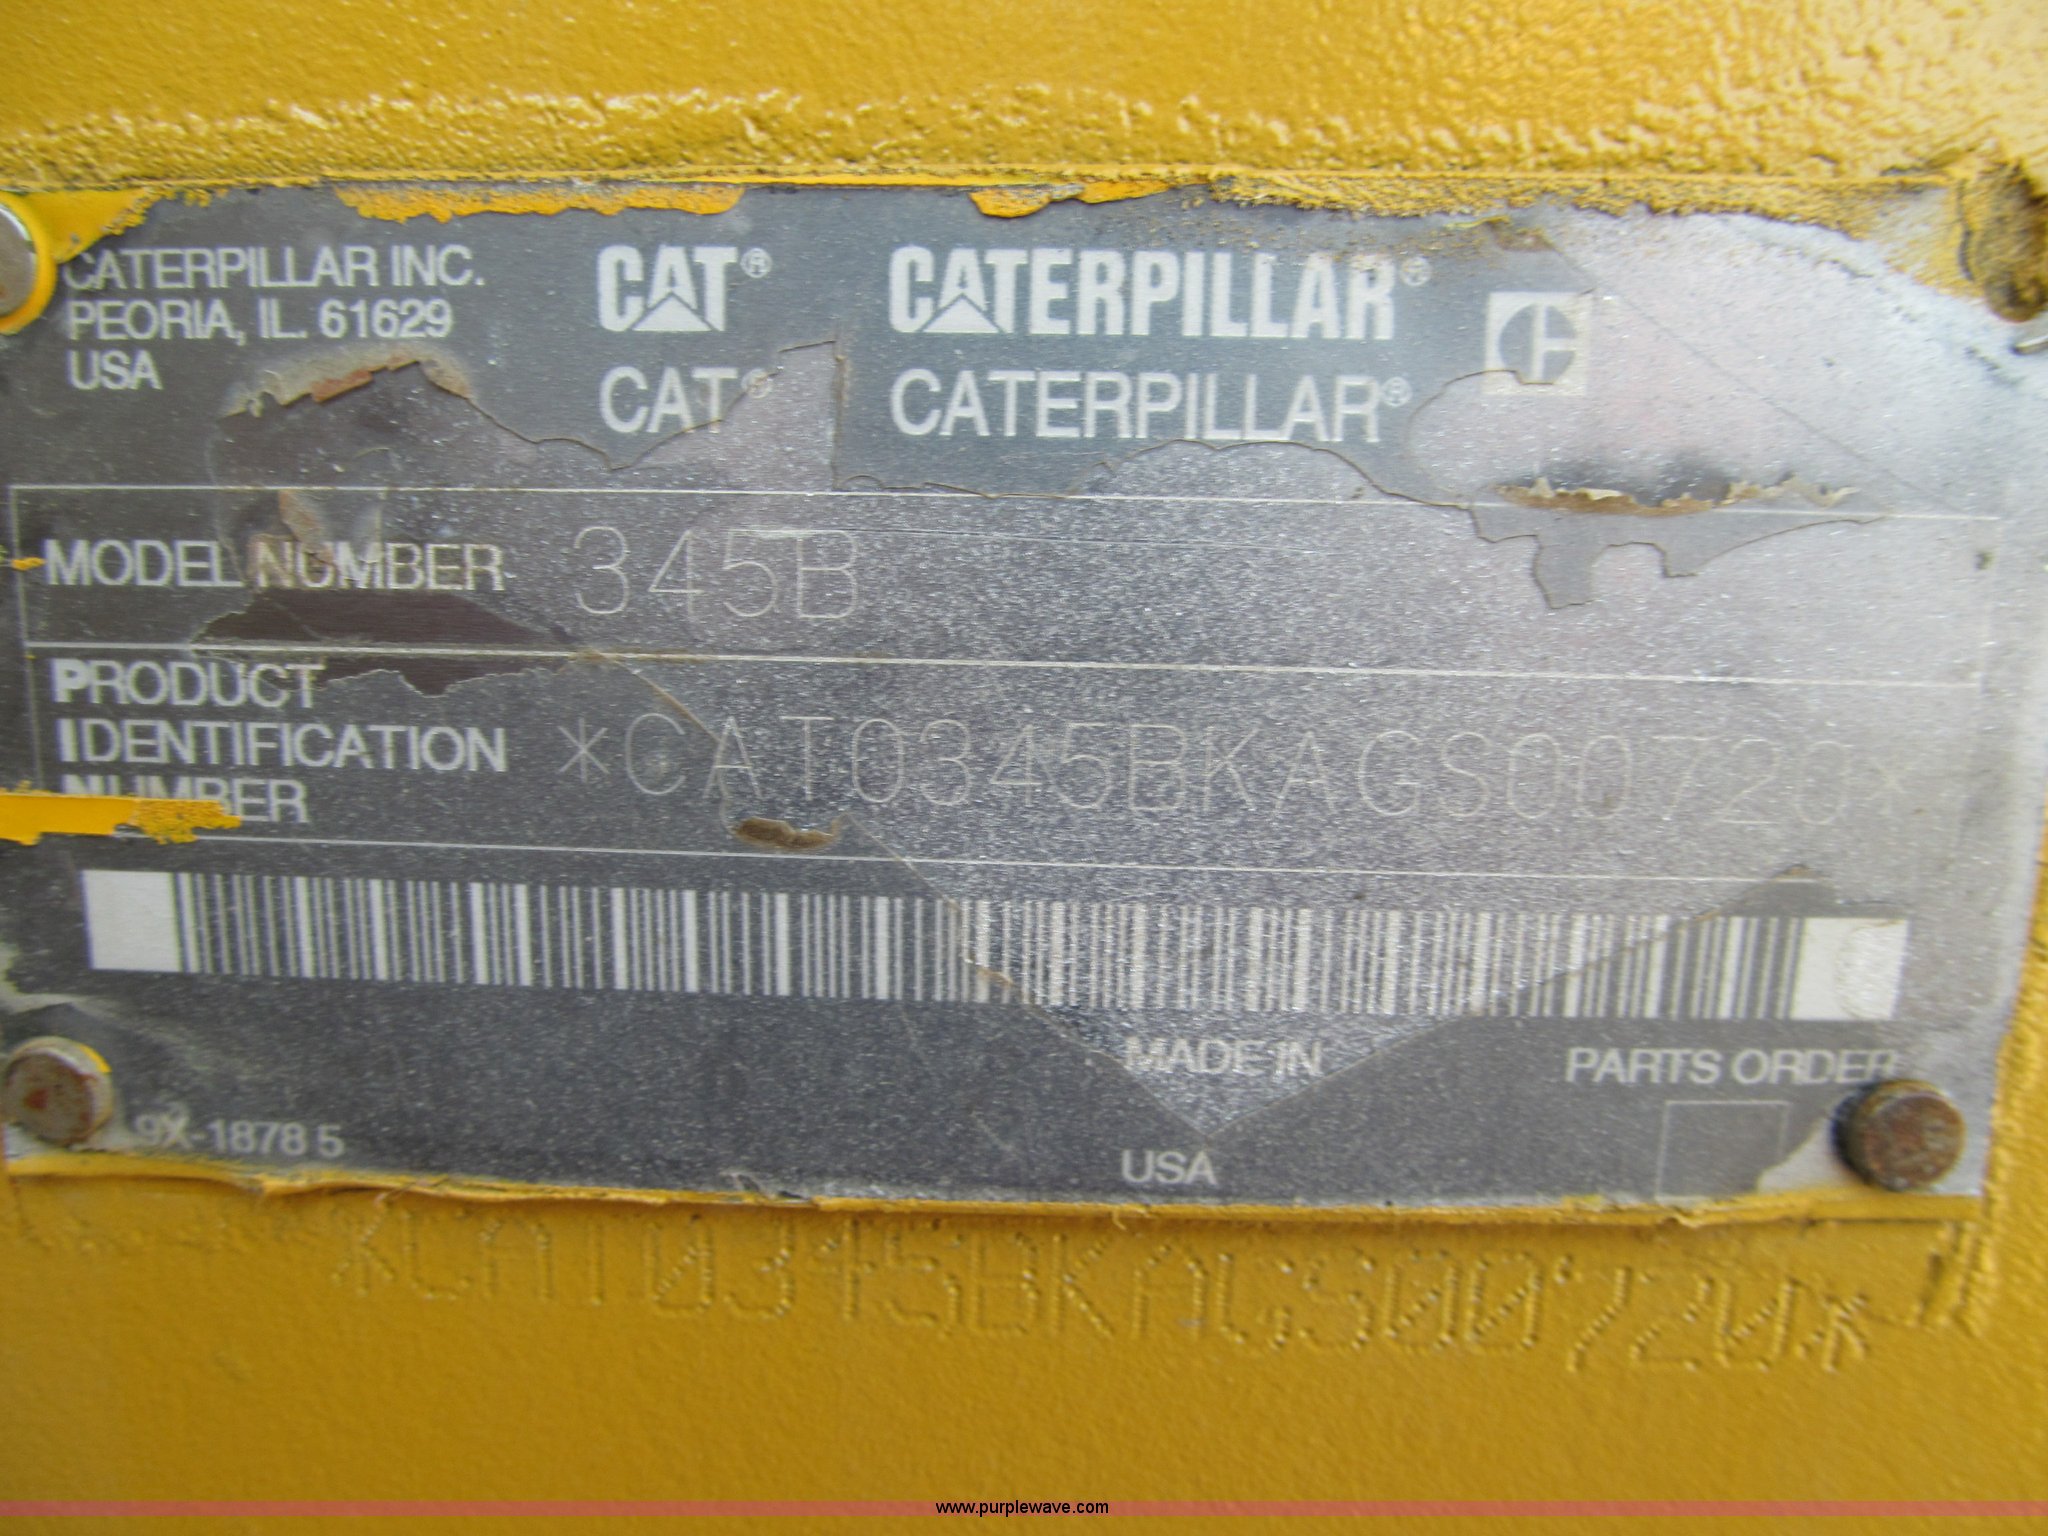 CATERPILLAR INC.
PEORIA, IL. 61629
USA
CAT® CATERPILLAR®
CAT® CATERPILLAR®
MODEL NUMBER 345B
PRODUCT
IDENTIFICATION
NUMBER
*CAT0345BKAGS00720*
MADE IN
USA
PARTS ORDER
9X-1878 5
*CAT0345BKAGS00720*
www.purplewave.com